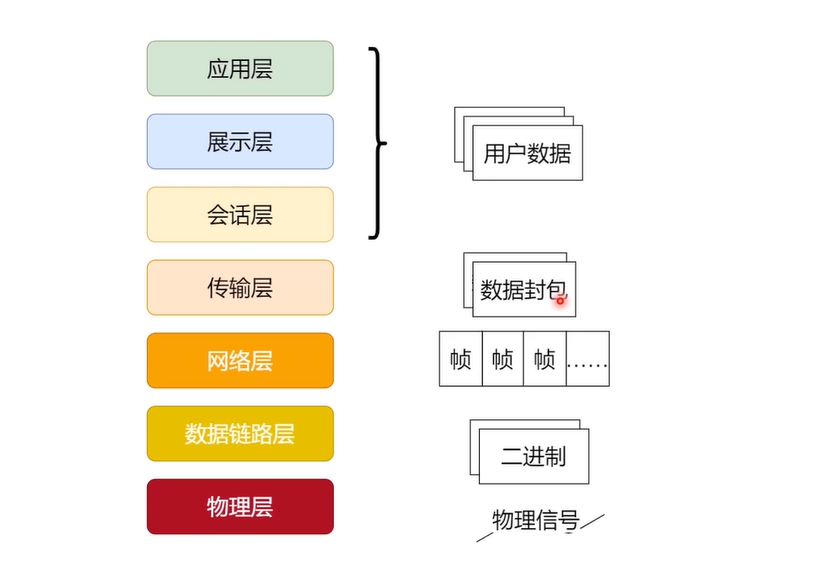 应用层
展示层
会话层
传输层
网络层
数据链路层
物理层
用户数据
数据封包
帧 帧 帧 ……
二进制
物理信号